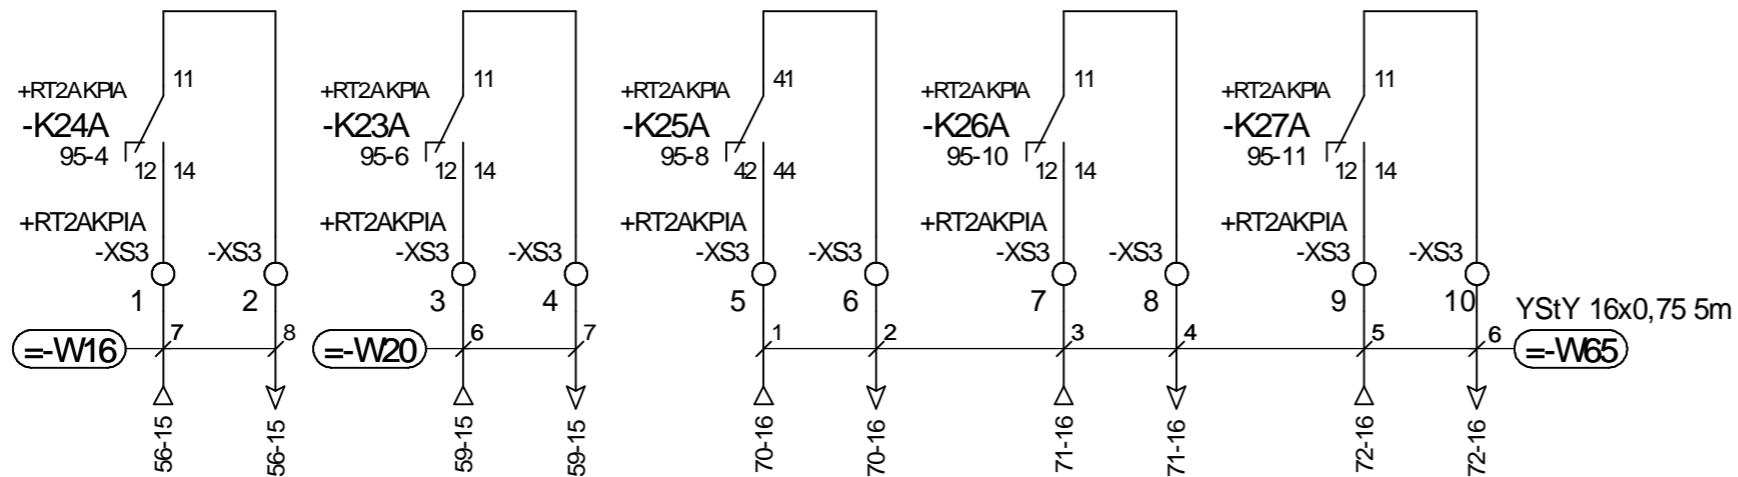 11 11 41 11 11
+RT2AKPIA +RT2AKPIA +RT2AKPIA +RT2AKPIA +RT2AKPIA
-K24A -K23A -K25A -K26A -K27A
95-4 95-6 95-8 95-10 95-11
12 14 12 14 42 44 12 14 12 14
+RT2AKPIA +RT2AKPIA +RT2AKPIA +RT2AKPIA +RT2AKPIA
-XS3 -XS3 -XS3 -XS3 -XS3 -XS3 -XS3 -XS3 -XS3 -XS3
1 2 3 4 5 6 7 8 9 10 YStY 16x0,75 5m
7 8 6 7 1 2 3 4 5 6
=-W16 =-W20 =-W65
56-15 56-15 59-15 59-15 70-16 70-16 71-16 71-16 72-16 72-16